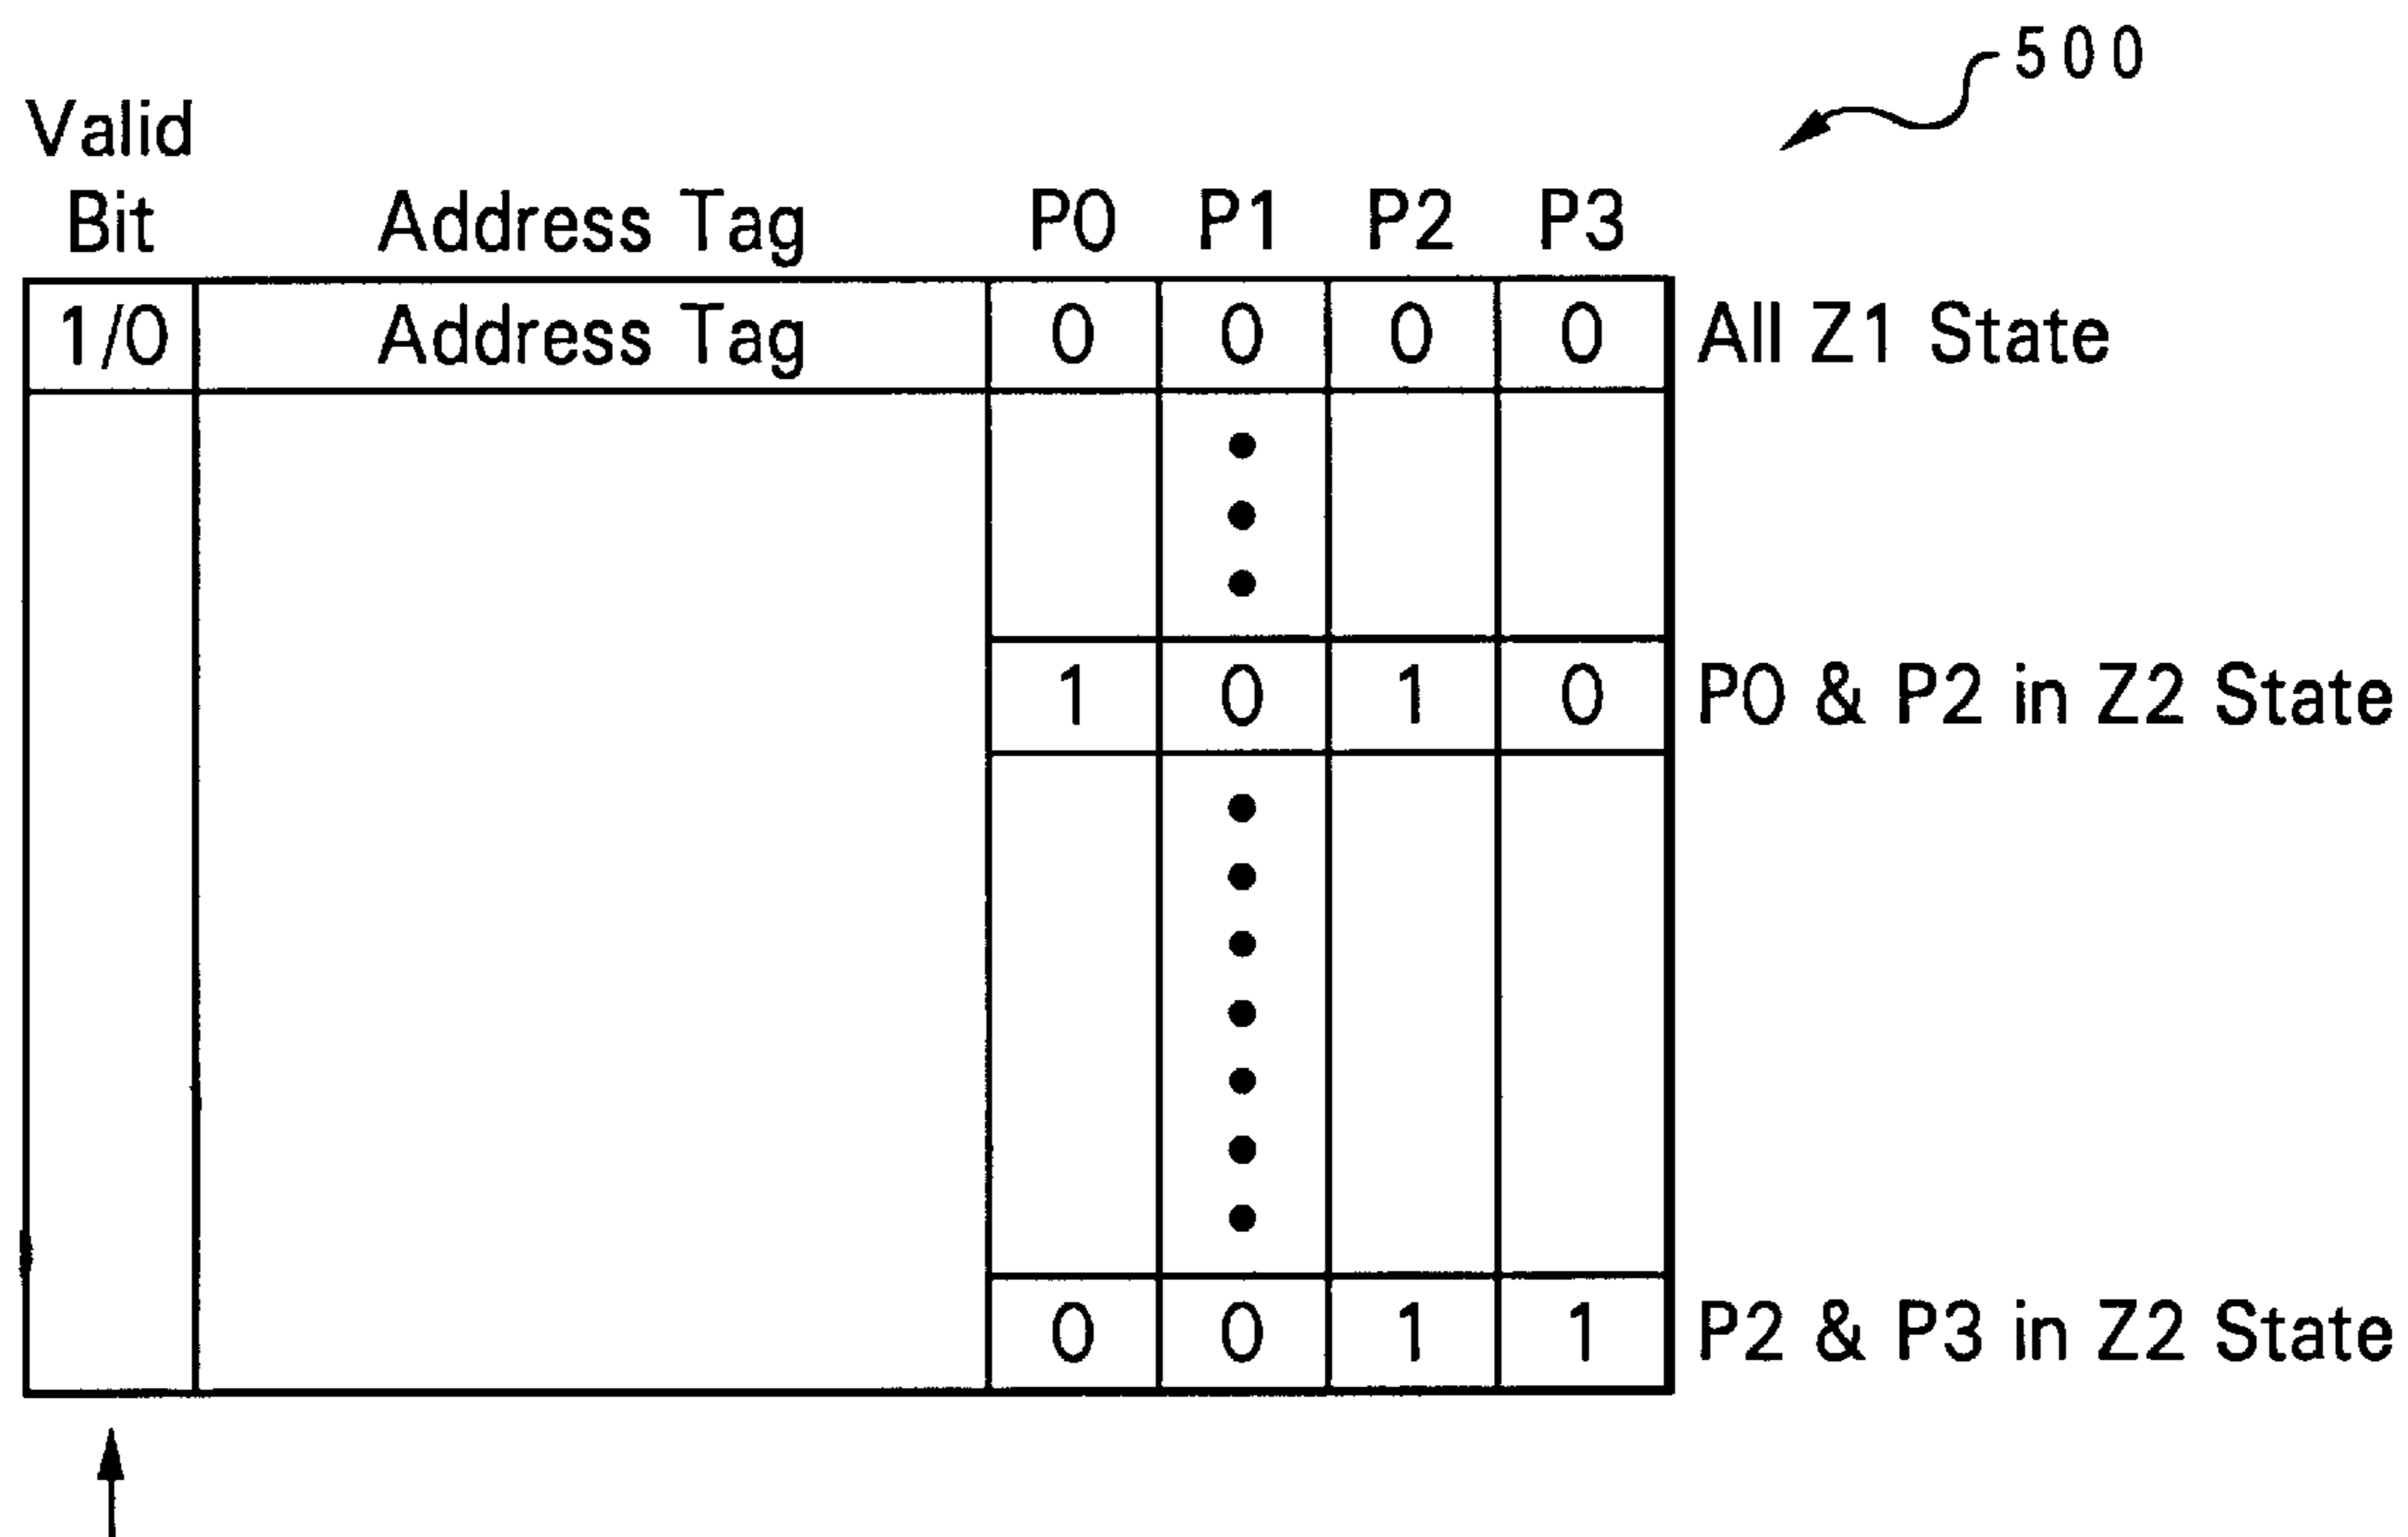 500
Valid
Bit Address Tag P0 P1 P2 P3
1/0 Address Tag 0 0 0 0 All Z1 State
1 0 1 0 P0 & P2 in Z2 State
0 0 1 1 P2 & P3 in Z2 State